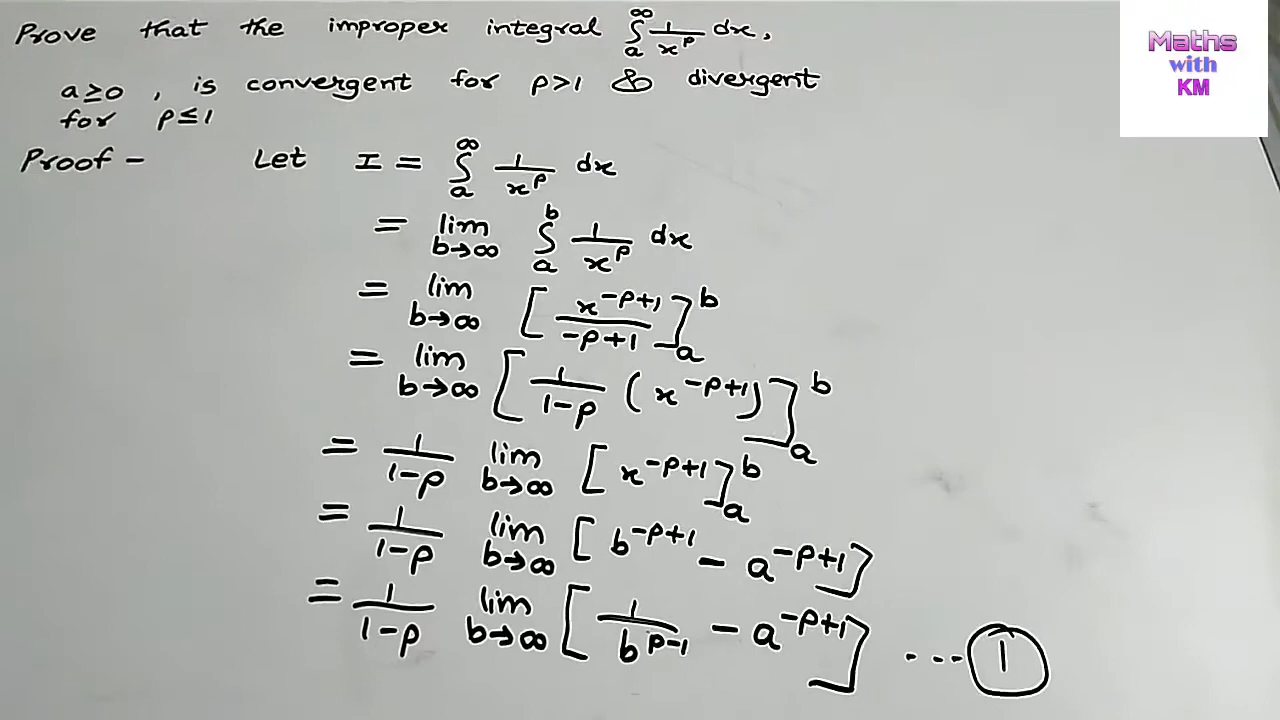 Prove that the improper integral ∫_a^∞ 1/x^p dx,
a≥0, is convergent for p>1 & divergent
for p≤1
Proof - Let I = ∫_a^∞ 1/x^p dx
= lim_{b→∞} ∫_a^b 1/x^p dx
= lim_{b→∞} [x^{-p+1}/(-p+1)]_a^b
= lim_{b→∞} [1/(1-p) (x^{-p+1})]_a^b
= 1/(1-p) lim_{b→∞} [x^{-p+1}]_a^b
= 1/(1-p) lim_{b→∞} [b^{-p+1} - a^{-p+1}]
= 1/(1-p) lim_{b→∞} [1/b^{p-1} - a^{-p+1}] ... ①
Maths
with
KM